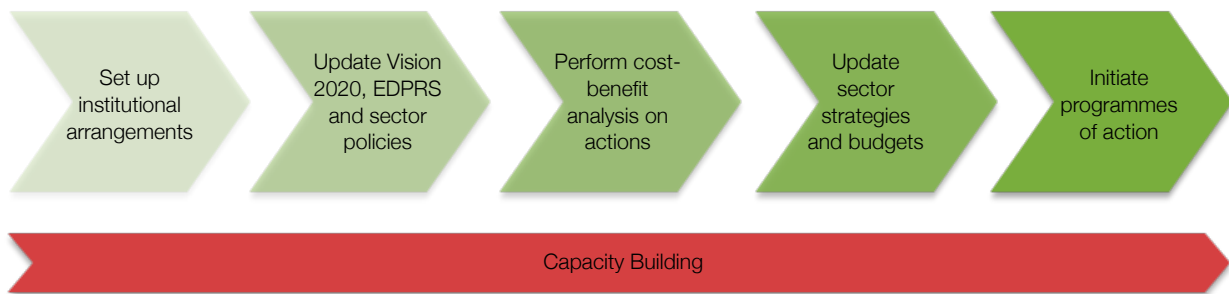 Set up
institutional
arrangements
Update Vision
2020, EDPRS
and sector
policies
Perform cost-
benefit
analysis on
actions
Update
sector
strategies
and budgets
Initiate
programmes
of action
Capacity Building